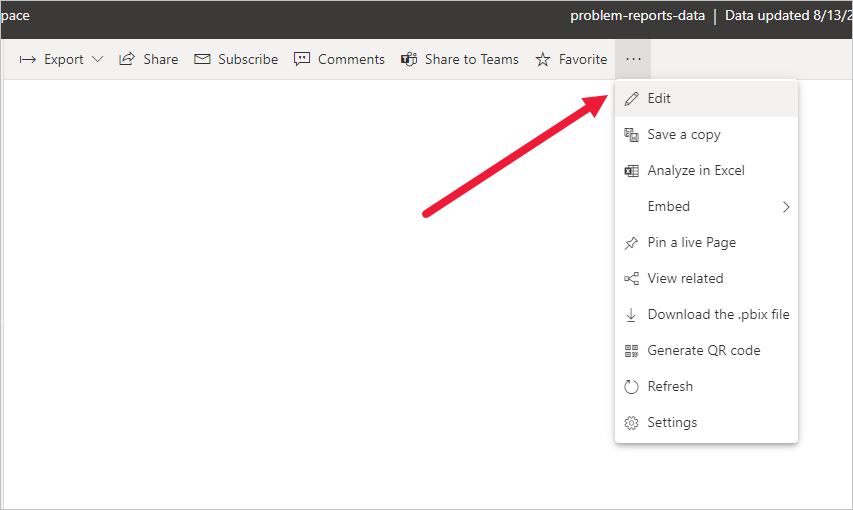 pace
problem-reports-data | Data updated 8/13/2
Export Share Subscribe Comments Share to Teams Favorite ...
Edit
Save a copy
Analyze in Excel
Embed
Pin a live Page
View related
Download the .pbix file
Generate QR code
Refresh
Settings